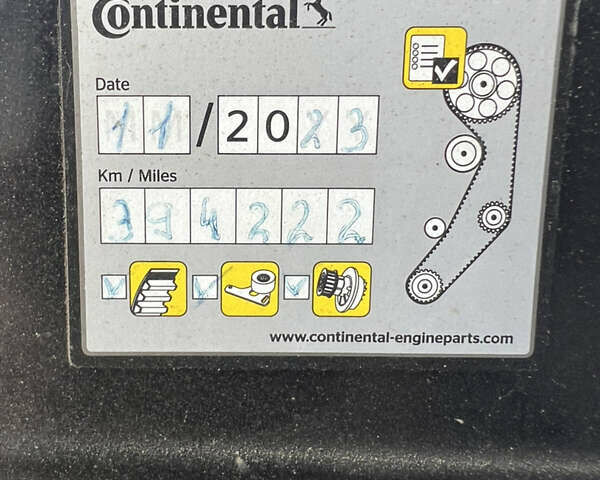 Continental
Date
11/2023
Km / Miles
394222
www.continental-engineparts.com